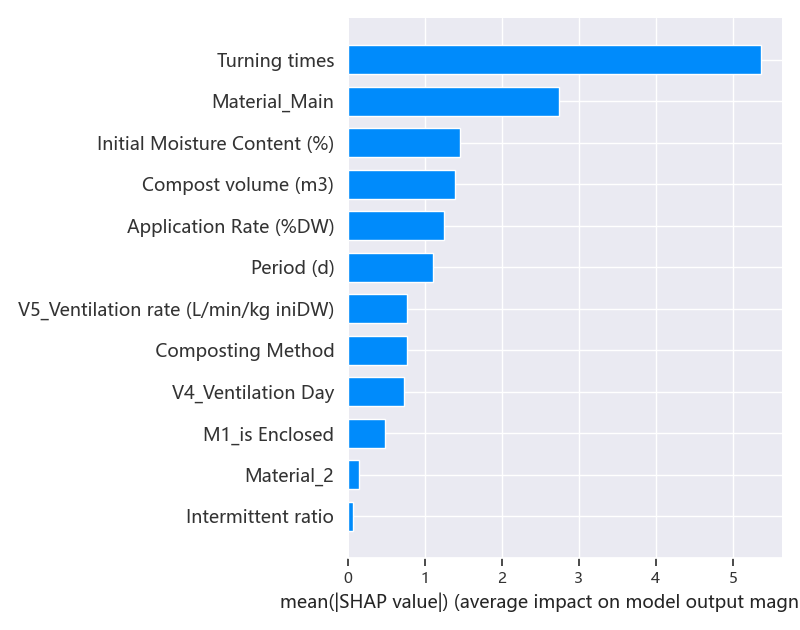 Turning times
Material_Main
Initial Moisture Content (%)
Compost volume (m3)
Application Rate (%DW)
Period (d)
V5_Ventilation rate (L/min/kg iniDW)
Composting Method
V4_Ventilation Day
M1_is Enclosed
Material_2
Intermittent ratio
0 1 2 3 4 5
mean(|SHAP value|) (average impact on model output magn